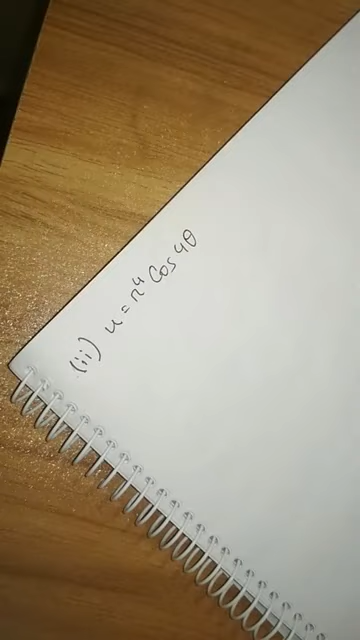 (ii) u = r⁴ Cos 4θ